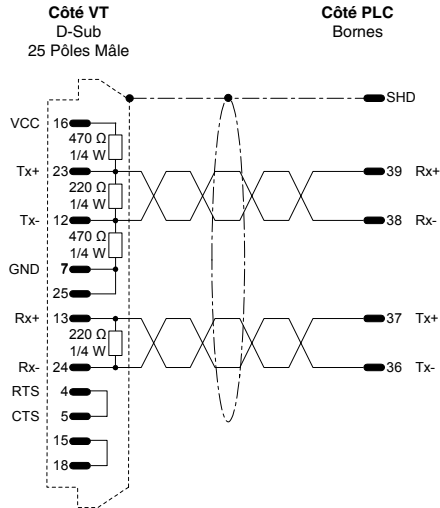 Côté VT
D-Sub
25 Pôles Mâle
Côté PLC
Bornes
SHD
VCC 16
470 Ω
1/4 W
Tx+ 23
39 Rx+
220 Ω
1/4 W
Tx- 12
38 Rx-
470 Ω
1/4 W
GND 7
25
Rx+ 13
37 Tx+
220 Ω
1/4 W
Rx- 24
36 Tx-
RTS 4
CTS 5
15
18